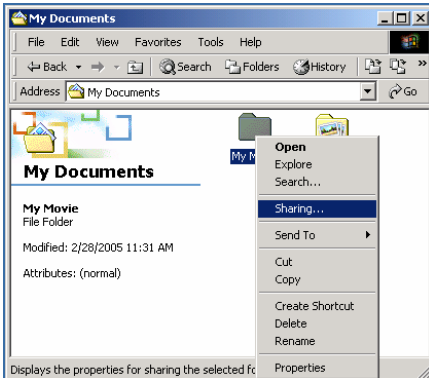 My Documents
File Edit View Favorites Tools Help
Back Search Folders History »
Address My Documents Go
My Documents
My Movie
File Folder
Modified: 2/28/2005 11:31 AM
Attributes: (normal)
My
Open
Explore
Search...
Sharing...
Send To
Cut
Copy
Create Shortcut
Delete
Rename
Properties
Displays the properties for sharing the selected